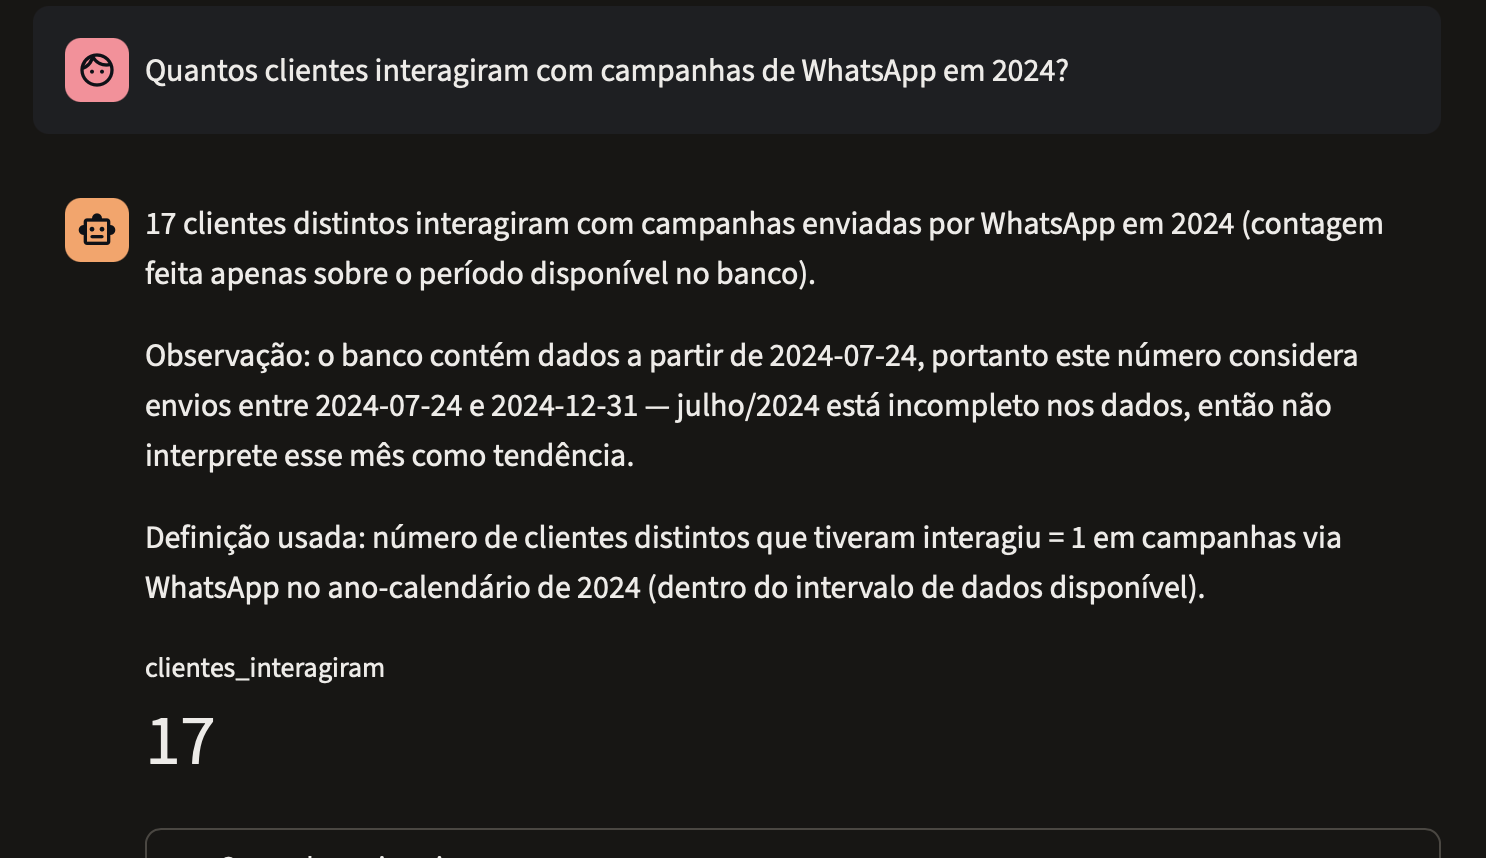 Quantos clientes interagiram com campanhas de WhatsApp em 2024?
17 clientes distintos interagiram com campanhas enviadas por WhatsApp em 2024 (contagem
feita apenas sobre o período disponível no banco).
Observação: o banco contém dados a partir de 2024-07-24, portanto este número considera
envios entre 2024-07-24 e 2024-12-31 — julho/2024 está incompleto nos dados, então não
interprete esse mês como tendência.
Definição usada: número de clientes distintos que tiveram interagiu = 1 em campanhas via
WhatsApp no ano-calendário de 2024 (dentro do intervalo de dados disponível).
clientes_interagiram
17